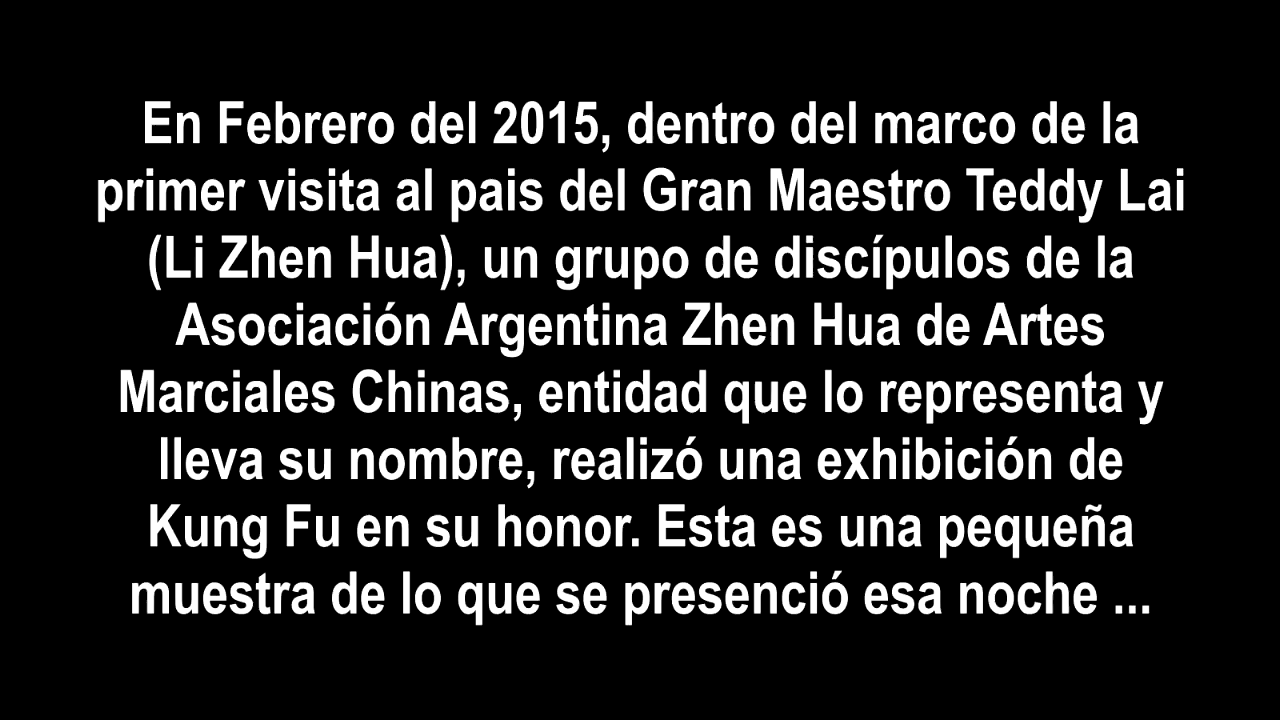 En Febrero del 2015, dentro del marco de la
primer visita al pais del Gran Maestro Teddy Lai
(Li Zhen Hua), un grupo de discípulos de la
Asociación Argentina Zhen Hua de Artes
Marciales Chinas, entidad que lo representa y
lleva su nombre, realizó una exhibición de
Kung Fu en su honor. Esta es una pequeña
muestra de lo que se presenció esa noche ...